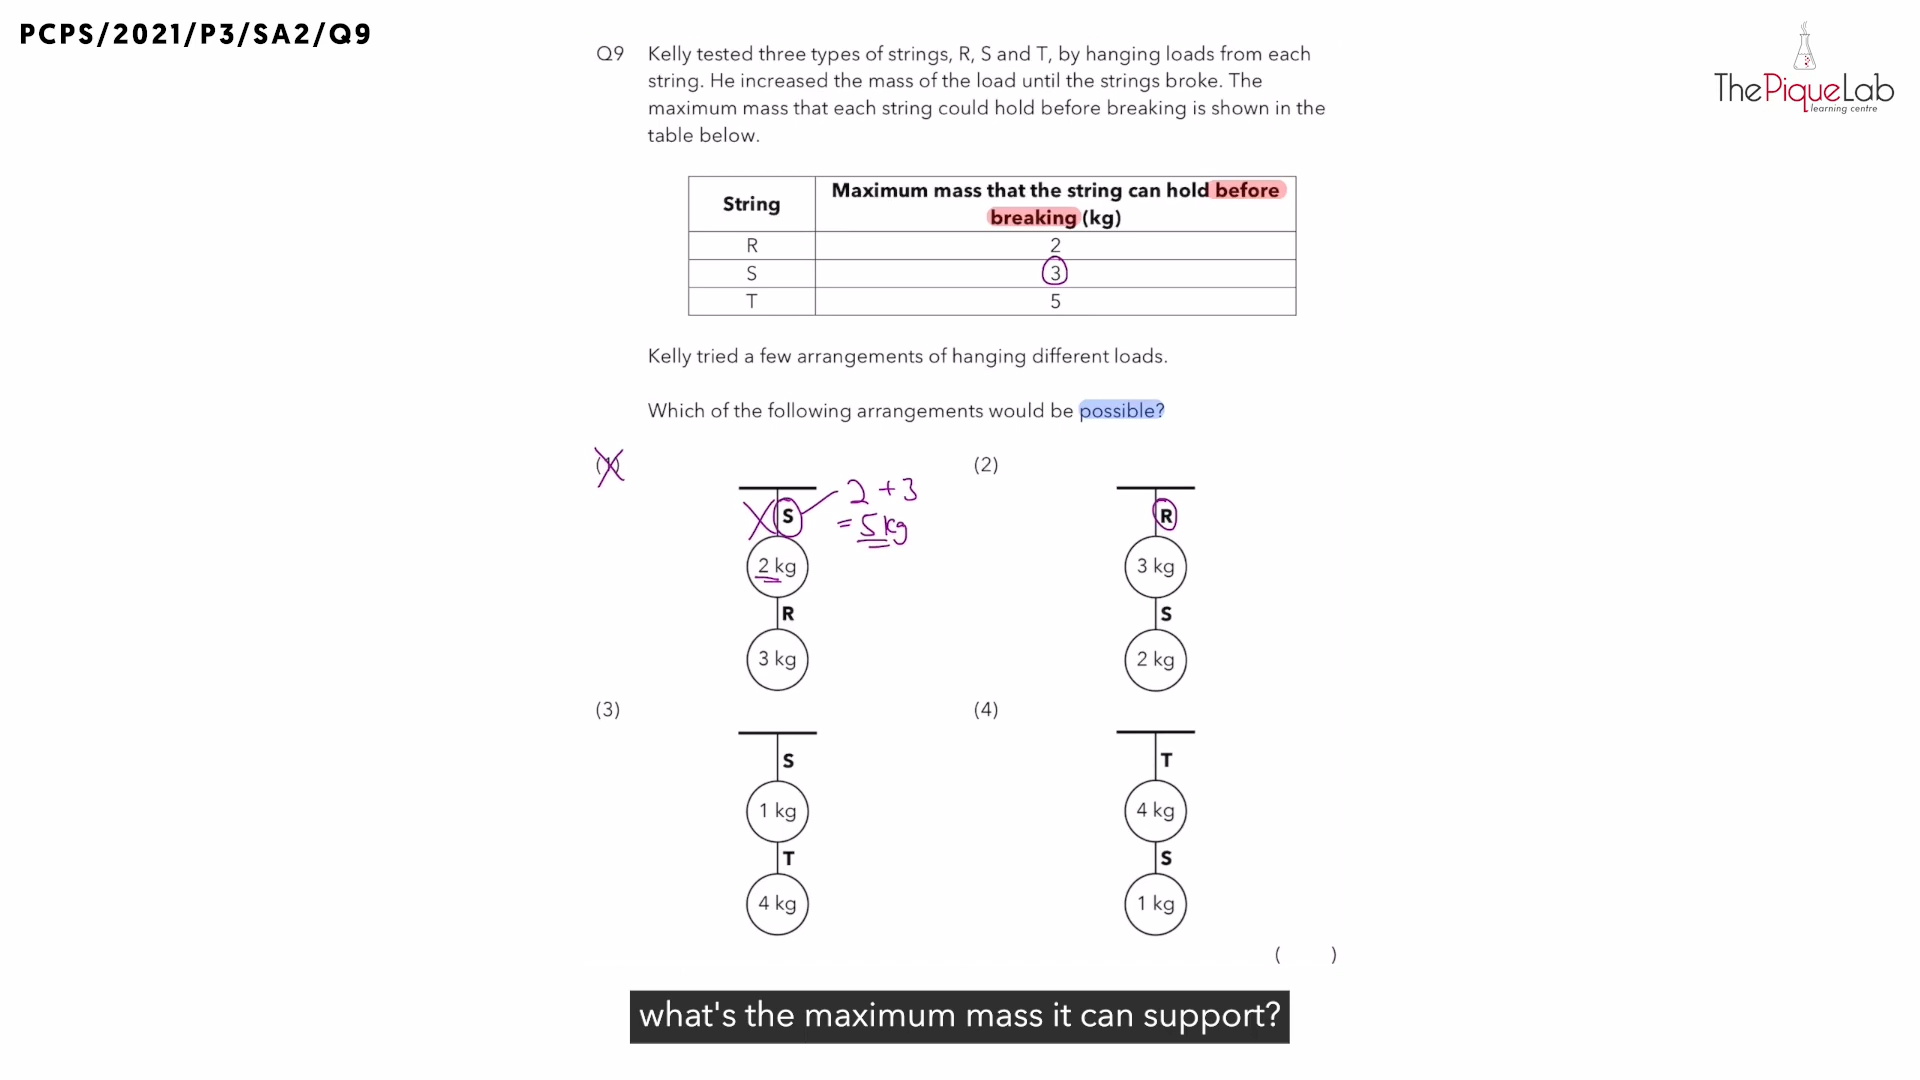 PCPS/2021/P3/SA2/Q9
ThePiqueLab
learning centre
Q9 Kelly tested three types of strings, R, S and T, by hanging loads from each
string. He increased the mass of the load until the strings broke. The
maximum mass that each string could hold before breaking is shown in the
table below.
String
Maximum mass that the string can hold before
breaking (kg)
R 2
S 3
T 5
Kelly tried a few arrangements of hanging different loads.
Which of the following arrangements would be possible?
(1)
S
2 + 3
= 5 kg
2 kg
R
3 kg
(2)
R
3 kg
S
2 kg
(3)
S
1 kg
T
4 kg
(4)
T
4 kg
S
1 kg
( )
what's the maximum mass it can support?